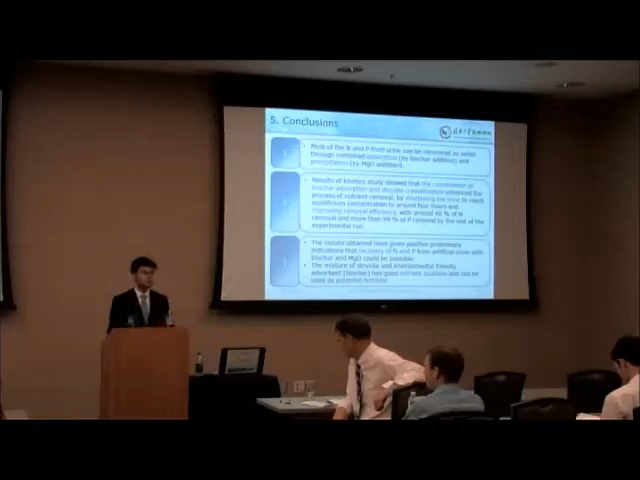 5. Conclusions
• Most of the N and P from urine can be recovered as solids
through combined adsorption (by biochar addition) and
precipitation (by MgO addition).
• Results of kinetics study showed that the combination of
biochar adsorption and struvite crystallization enhanced the
process of nutrient removal, by shortening the time to reach
equilibrium concentration to around four hours and
improving removal efficiency, with around 40 % of N
removal and more than 99 % of P removal by the end of the
experimental run.
• The results obtained have given positive preliminary
indications that recovery of N and P from artificial urine with
biochar and MgO could be possible.
• The mixture of struvite and environmental friendly
adsorbent (biochar) has good nutrient qualities and can be
used as potential fertilizer.